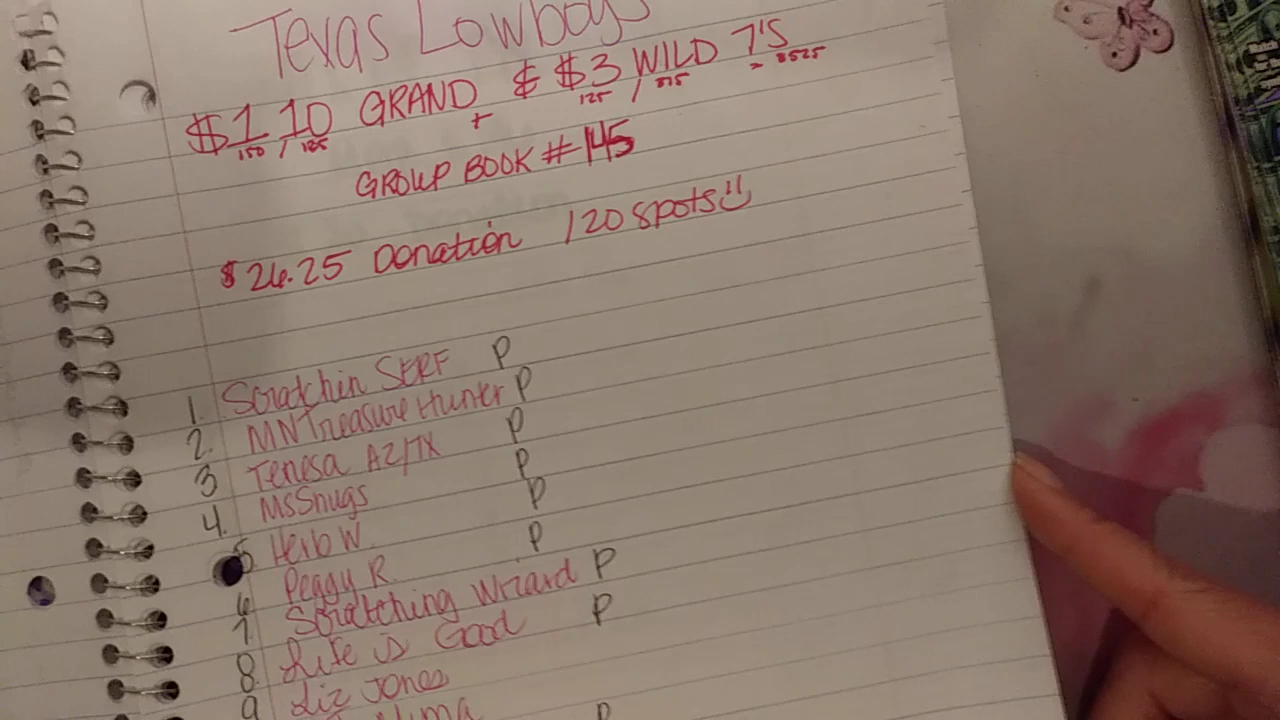 Texas Lowboys
$1 / 10 GRAND & $3 WILD 7'S
150 / 125 + 125 / 875 = 8525
GROUP BOOK #145
$26.25 Donation 120 spots
1. Scratchin SERF P
2. MNTreasure Hunter P
3 Teresa AZ/TX P
4. MsSnugs P
5 Herb W. P
6 Peggy R. P
7 Scratching Wizard P
8. Life is Good P
9 Liz Jones
P